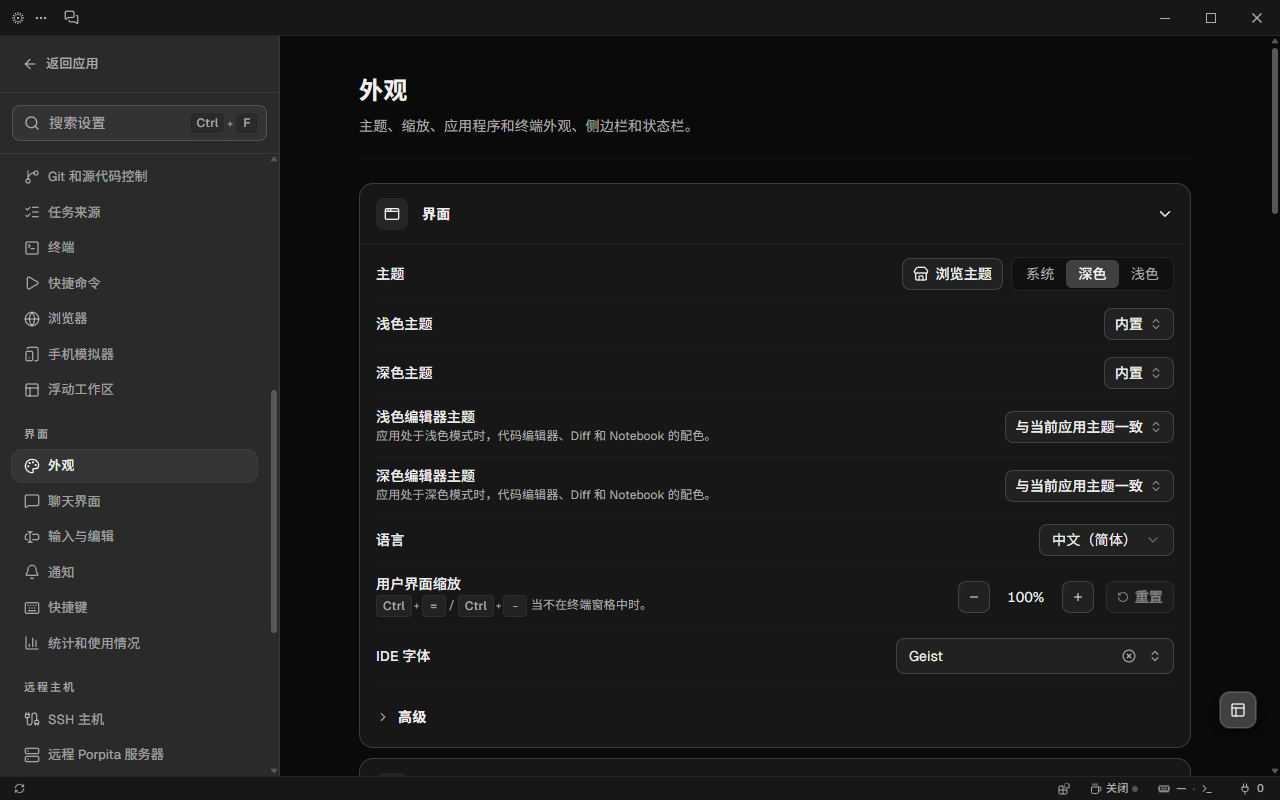 返回应用
搜索设置 Ctrl + F
Git 和源代码控制
任务来源
终端
快捷命令
浏览器
手机模拟器
浮动工作区
界面
外观
聊天界面
输入与编辑
通知
快捷键
统计和使用情况
远程主机
SSH 主机
远程 Porpita 服务器
外观
主题、缩放、应用程序和终端外观、侧边栏和状态栏。
界面
主题 浏览主题 系统 深色 浅色
浅色主题 内置
深色主题 内置
浅色编辑器主题
应用处于浅色模式时，代码编辑器、Diff 和 Notebook 的配色。
与当前应用主题一致
深色编辑器主题
应用处于深色模式时，代码编辑器、Diff 和 Notebook 的配色。
与当前应用主题一致
语言 中文（简体）
用户界面缩放
Ctrl + = / Ctrl + - 当不在终端窗格中时。
100% 重置
IDE 字体 Geist
高级
关闭 — · 0